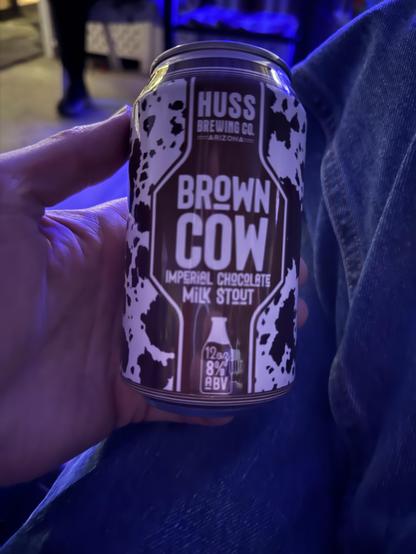 HUSS
BREWING CO.
ARIZONA
BROWN
COW
IMPERIAL CHOCOLATE
MILK STOUT
12oz
8%
ABV